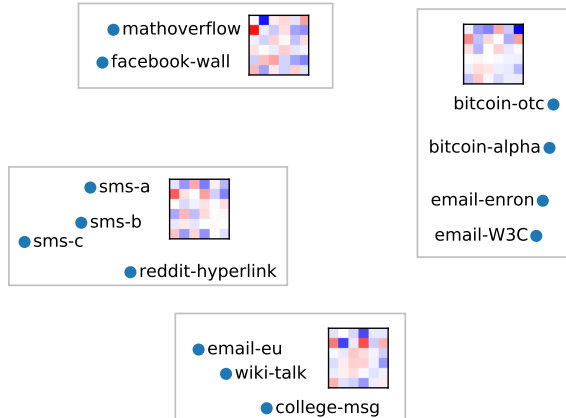 mathoverflow
facebook-wall
bitcoin-otc
bitcoin-alpha
email-enron
email-W3C
sms-a
sms-b
sms-c
reddit-hyperlink
email-eu
wiki-talk
college-msg